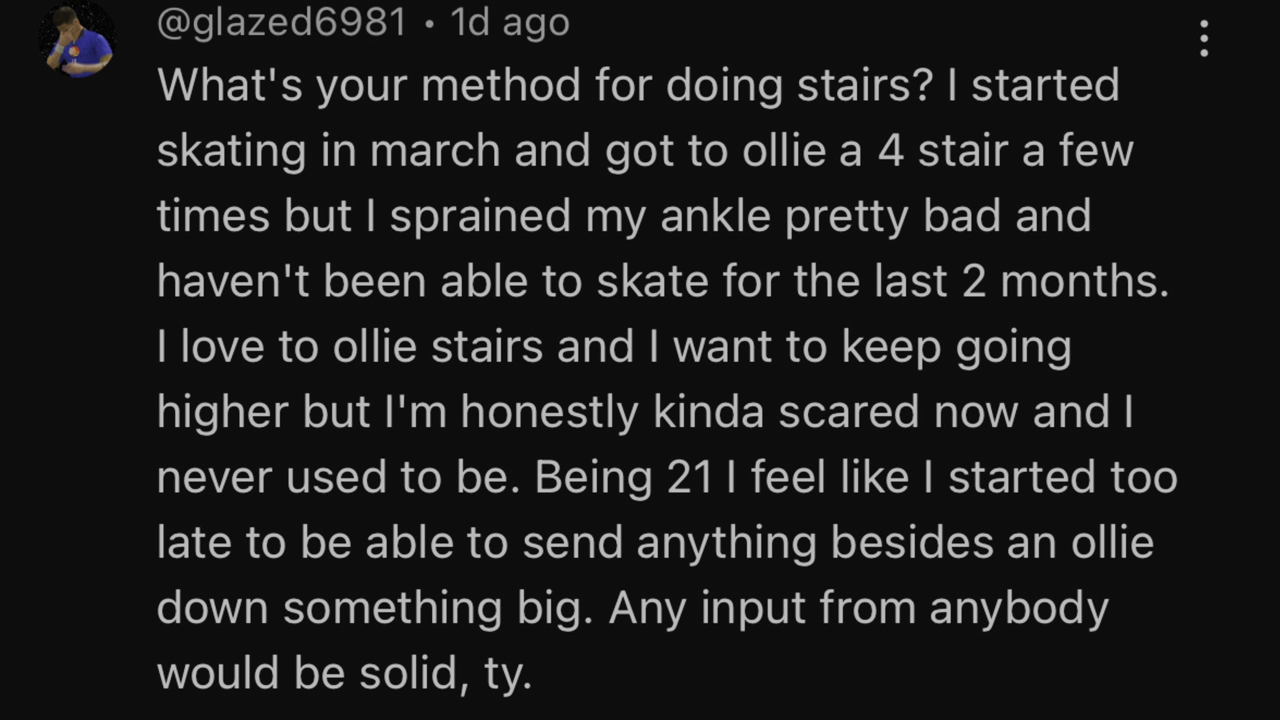 @glazed6981 • 1d ago
What's your method for doing stairs? I started
skating in march and got to ollie a 4 stair a few
times but I sprained my ankle pretty bad and
haven't been able to skate for the last 2 months.
I love to ollie stairs and I want to keep going
higher but I'm honestly kinda scared now and I
never used to be. Being 21 I feel like I started too
late to be able to send anything besides an ollie
down something big. Any input from anybody
would be solid, ty.